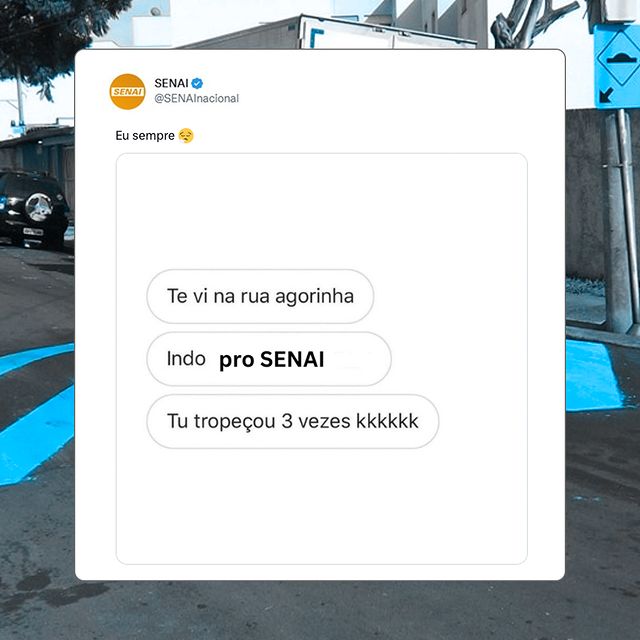 SENAI
SENAI
@SENAInacional
Eu sempre 😔
Te vi na rua agorinha
Indo pro SENAI
Tu tropeçou 3 vezes kkkkkk